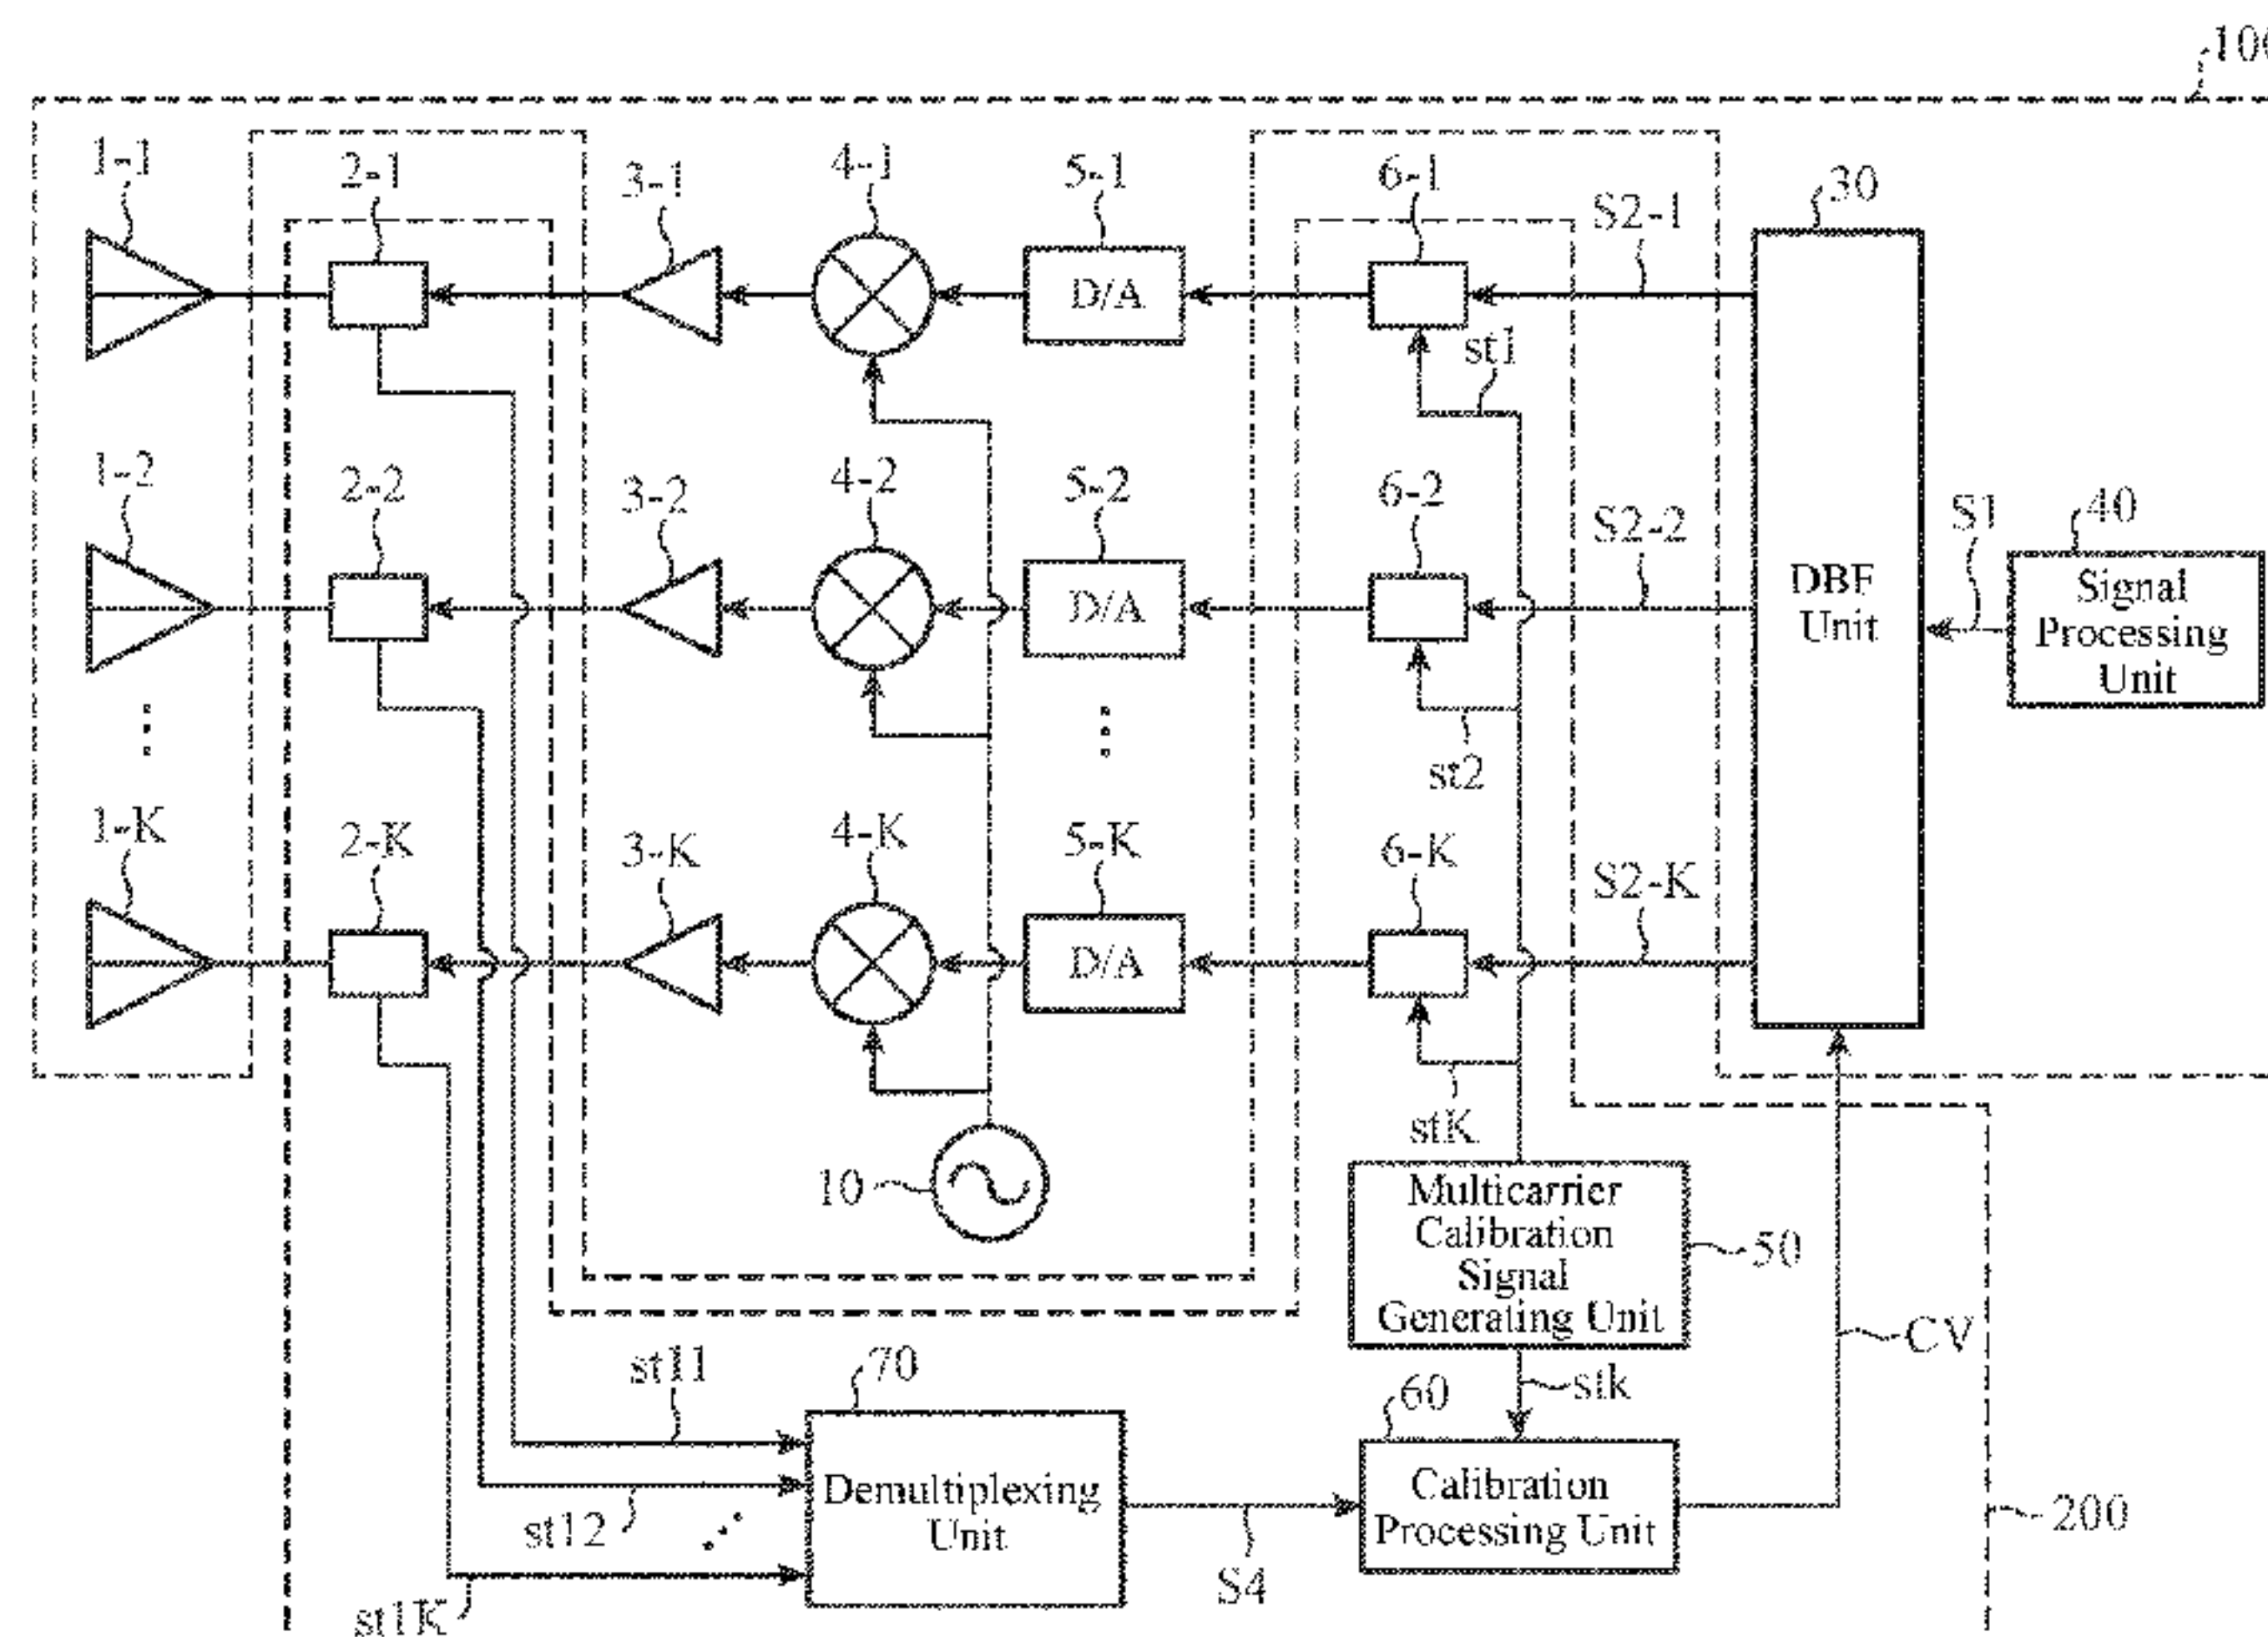 100
1-1
2-1
3-1
4-1
5-1
6-1
S2-1
30
D/A
st1
1-2
2-2
3-2
4-2
5-2
6-2
S2-2
S1
40
D/A
DBF
Unit
Signal
Processing
Unit
st2
1-K
2-K
3-K
4-K
5-K
6-K
S2-K
D/A
stK
10
Multicarrier
Calibration
Signal
Generating Unit
50
CV
st11
70
stk
60
st12
Demultiplexing
Unit
Calibration
Processing Unit
200
S4
st1K